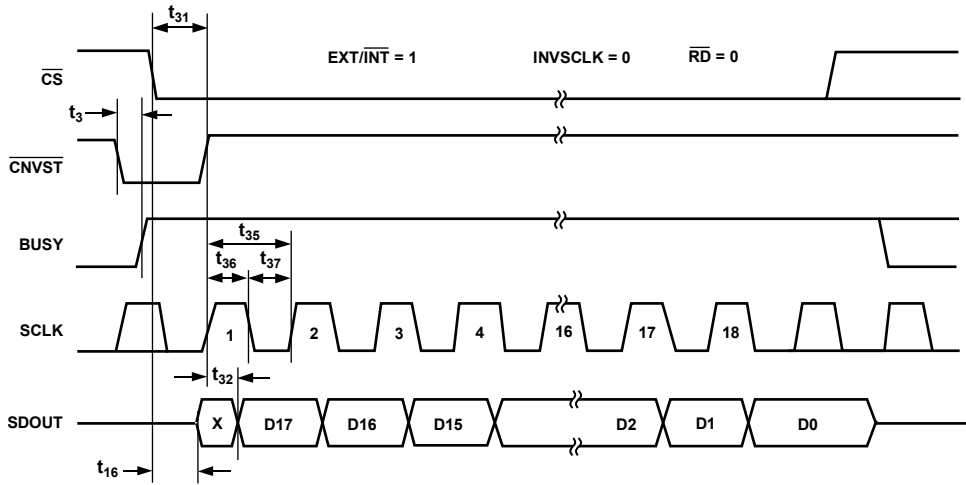 t31
EXT/INT = 1 INVSCLK = 0 RD = 0
CS
t3
CNVST
BUSY
t35
t36 t37
SCLK 1 2 3 4 16 17 18
t32
SDOUT X D17 D16 D15 D2 D1 D0
t16